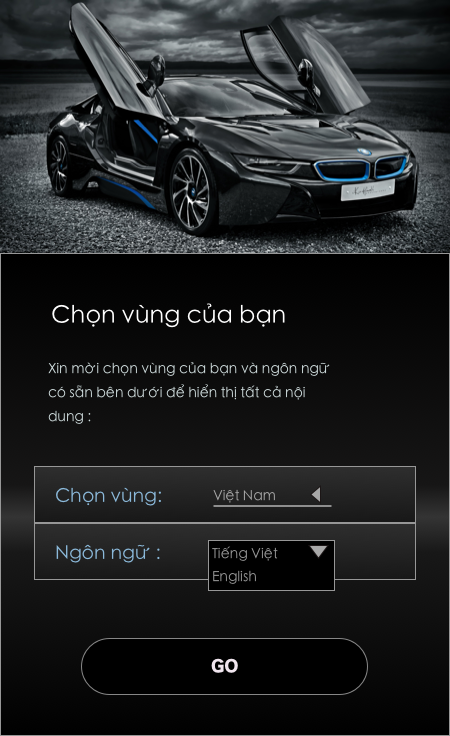 Chọn vùng của bạn
Xin mời chọn vùng của bạn và ngôn ngữ
có sẵn bên dưới để hiển thị tất cả nội
dung :
Chọn vùng:
Việt Nam
Ngôn ngữ :
Tiếng Việt
English
GO